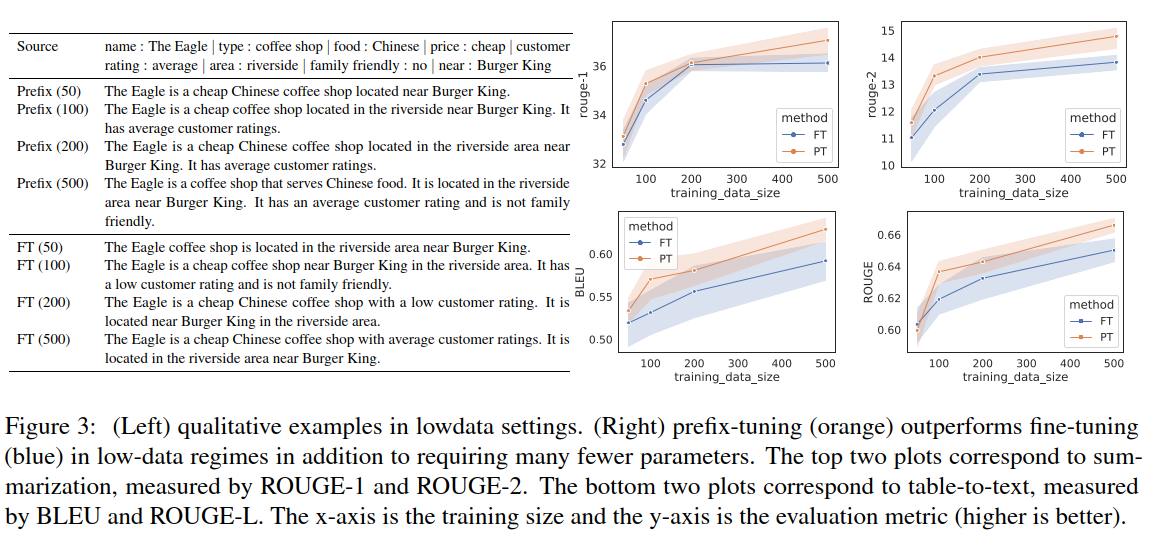 Source name : The Eagle | type : coffee shop | food : Chinese | price : cheap | customer
rating : average | area : riverside | family friendly : no | near : Burger King
Prefix (50) The Eagle is a cheap Chinese coffee shop located near Burger King.
Prefix (100) The Eagle is a cheap coffee shop located in the riverside near Burger King. It
has average customer ratings.
Prefix (200) The Eagle is a cheap Chinese coffee shop located in the riverside area near
Burger King. It has average customer ratings.
Prefix (500) The Eagle is a coffee shop that serves Chinese food. It is located in the riverside
area near Burger King. It has an average customer rating and is not family
friendly.
FT (50) The Eagle coffee shop is located in the riverside area near Burger King.
FT (100) The Eagle is a cheap coffee shop near Burger King in the riverside area. It has
a low customer rating and is not family friendly.
FT (200) The Eagle is a cheap Chinese coffee shop with a low customer rating. It is
located near Burger King in the riverside area.
FT (500) The Eagle is a cheap Chinese coffee shop with average customer ratings. It is
located in the riverside area near Burger King.
rouge-1
36
34
32
method
FT
PT
100 200 300 400 500
training_data_size
rouge-2
15
14
13
12
11
10
method
FT
PT
100 200 300 400 500
training_data_size
BLEU
0.60
0.55
0.50
method
FT
PT
100 200 300 400 500
training_data_size
ROUGE
0.66
0.64
0.62
0.60
method
FT
PT
100 200 300 400 500
training_data_size
Figure 3: (Left) qualitative examples in lowdata settings. (Right) prefix-tuning (orange) outperforms fine-tuning
(blue) in low-data regimes in addition to requiring many fewer parameters. The top two plots correspond to sum-
marization, measured by ROUGE-1 and ROUGE-2. The bottom two plots correspond to table-to-text, measured
by BLEU and ROUGE-L. The x-axis is the training size and the y-axis is the evaluation metric (higher is better).